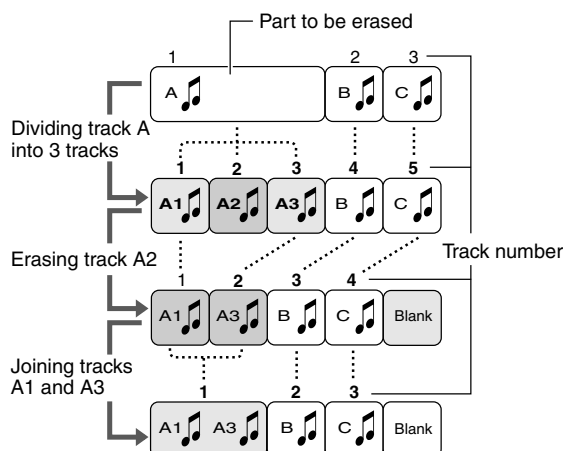 Part to be erased
1 2 3
A B C
Dividing track A
into 3 tracks
1 2 3 4 5
A1 A2 A3 B C
Erasing track A2
Track number
1 2 3 4
A1 A3 B C Blank
Joining tracks
A1 and A3
1 2 3
A1 A3 B C Blank